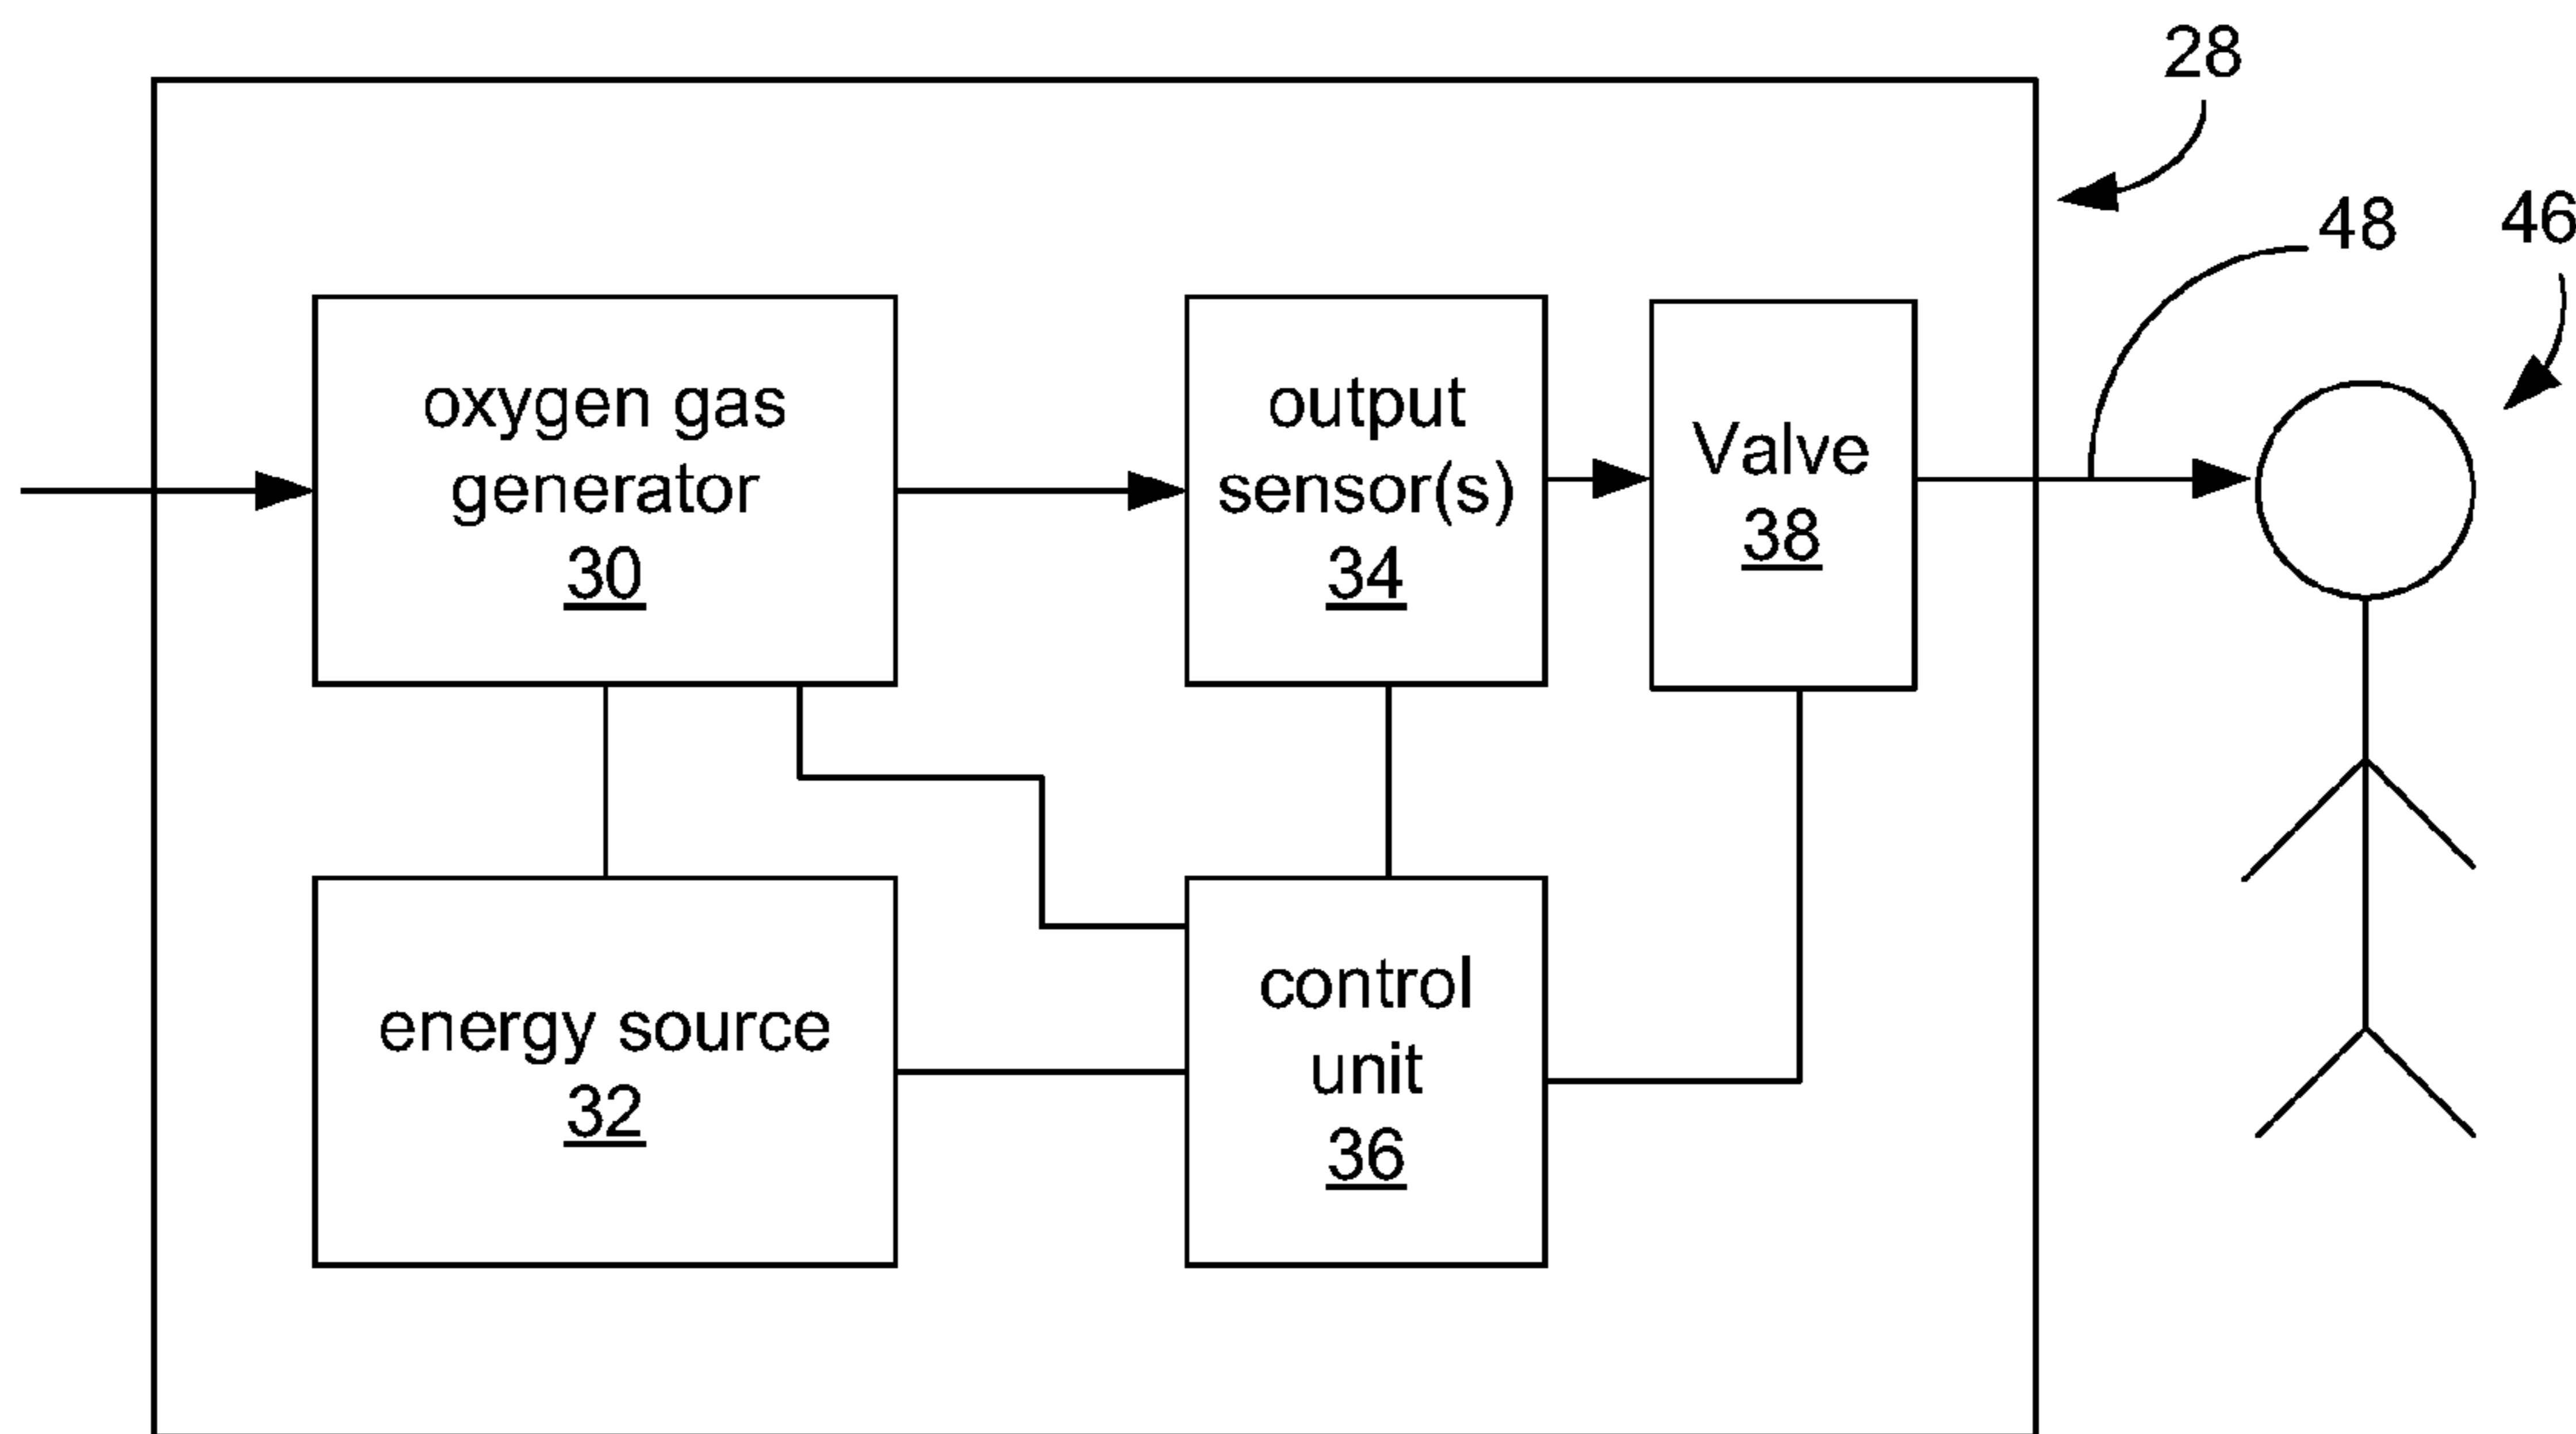 28
48
46
oxygen gas
generator
30
output
sensor(s)
34
Valve
38
energy source
32
control
unit
36